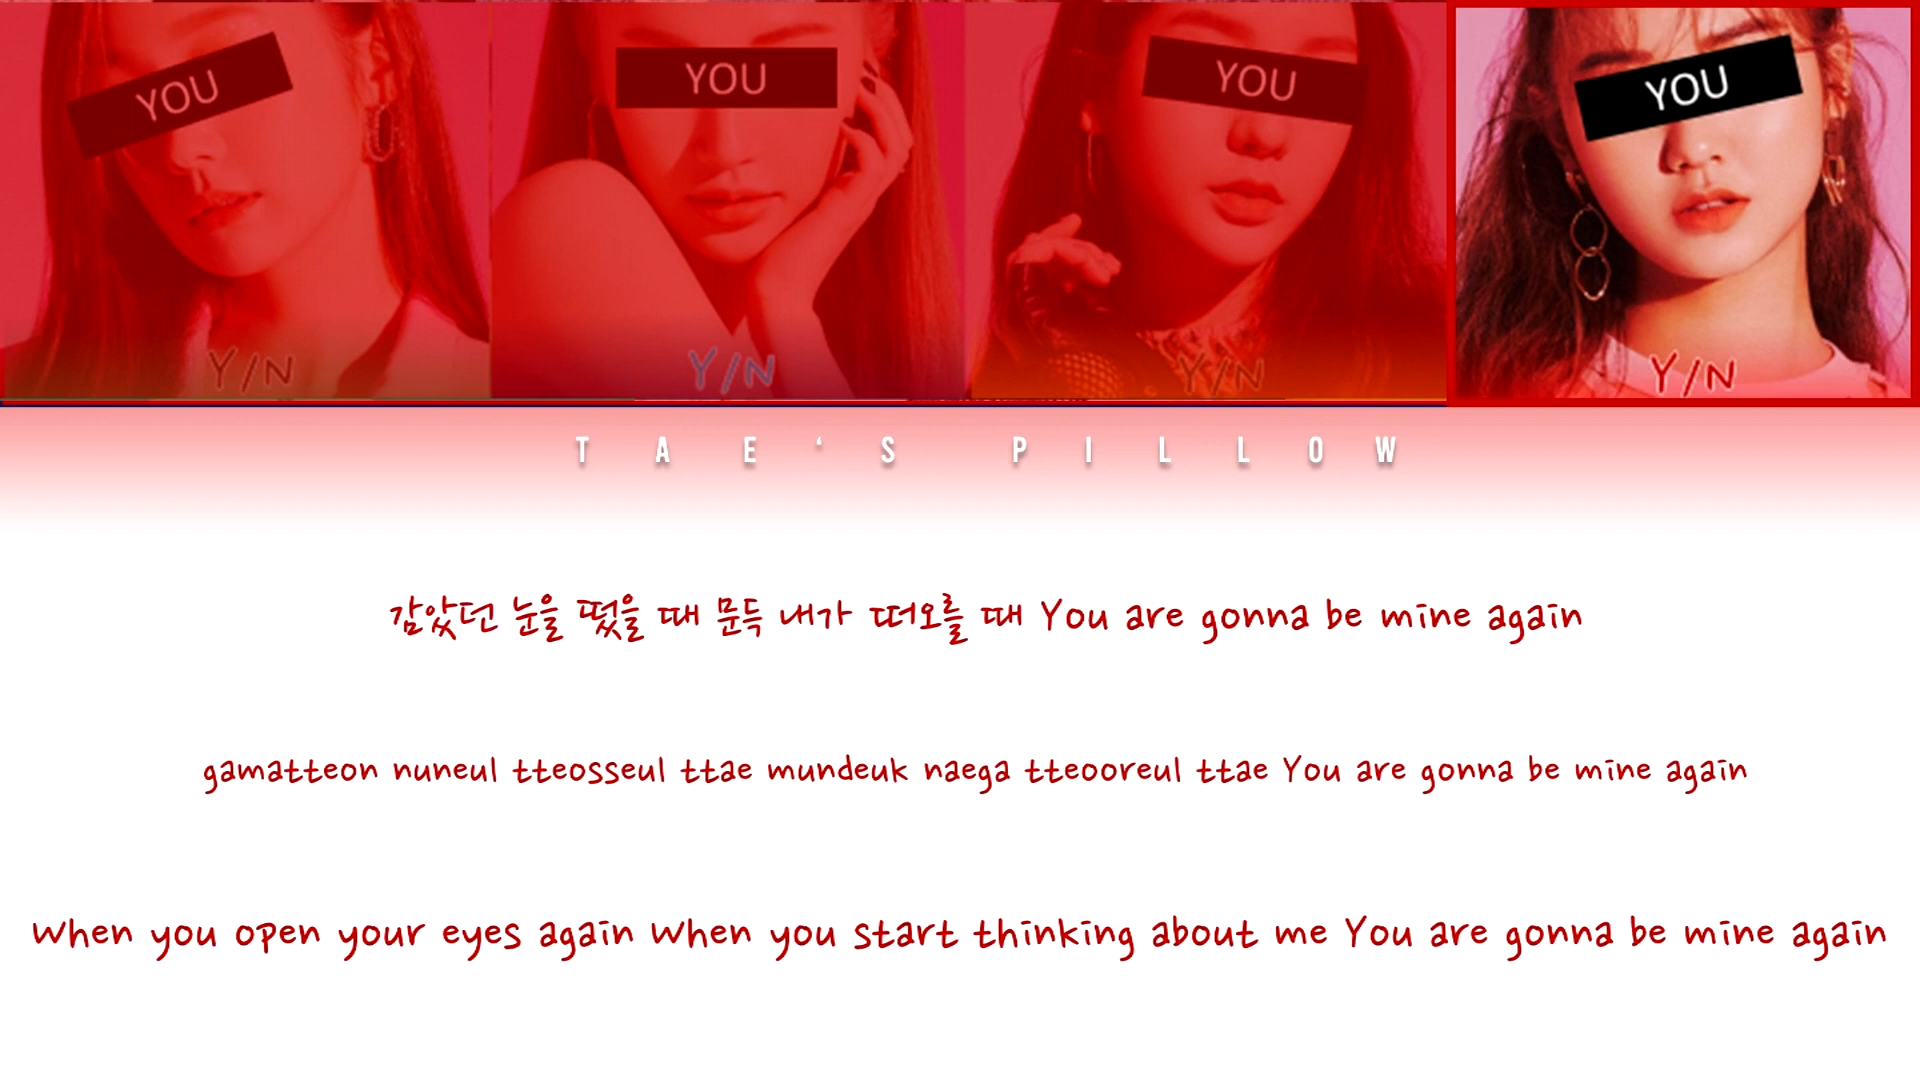 YOU
YOU
YOU
YOU
Y/N
Y/N
Y/N
Y/N
TAE‘S PILLOW
감았던 눈을 떴을 때 문득 내가 떠오를 때 You are gonna be mine again
gamatteon nuneul tteosseul ttae mundeuk naega tteooreul ttae You are gonna be mine again
When you open your eyes again When you start thinking about me You are gonna be mine again